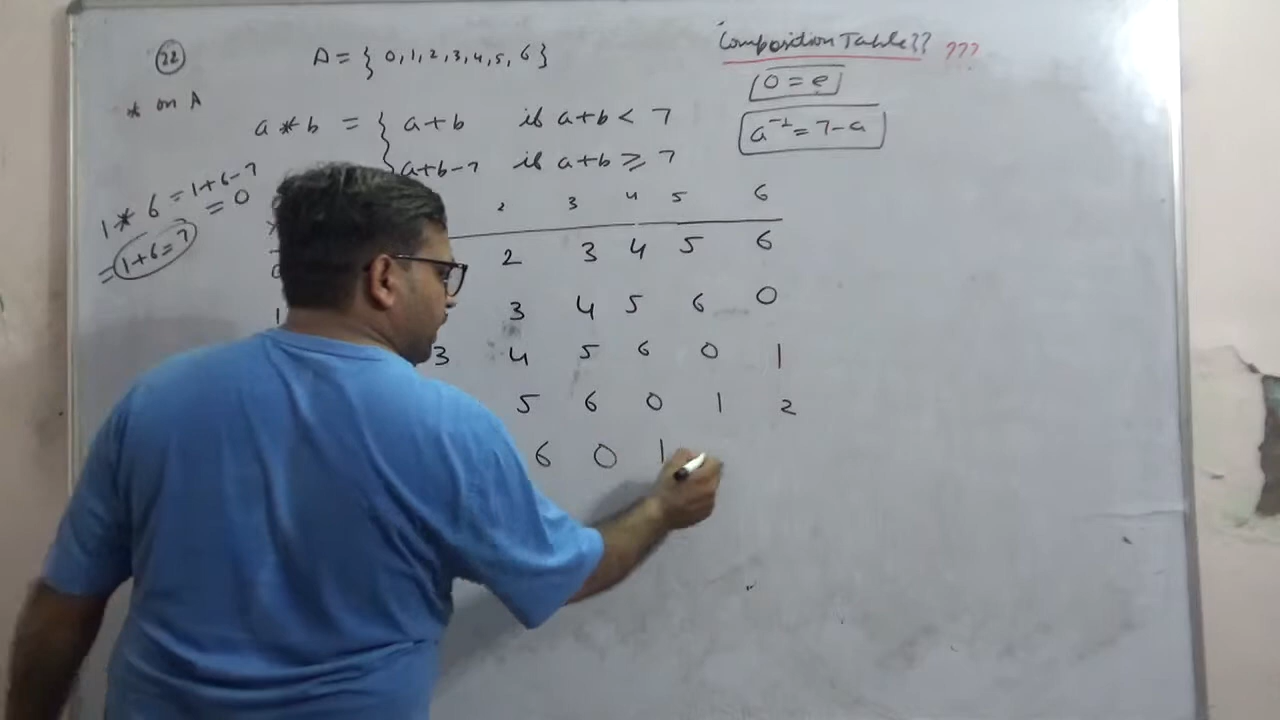 22 A = { 0, 1, 2, 3, 4, 5, 6 } Composition Table?? ???
* on A 0 = e
a * b = { a + b if a + b < 7 a⁻¹ = 7 - a
a + b - 7 if a + b ⩾ 7
1 * 6 = 1 + 6 - 7
= 0
= 1 + 6 = 7
2 3 4 5 6
2 3 4 5 6
1 3 4 5 6 0
3 4 5 6 0 1
5 6 0 1 2
6 0 1